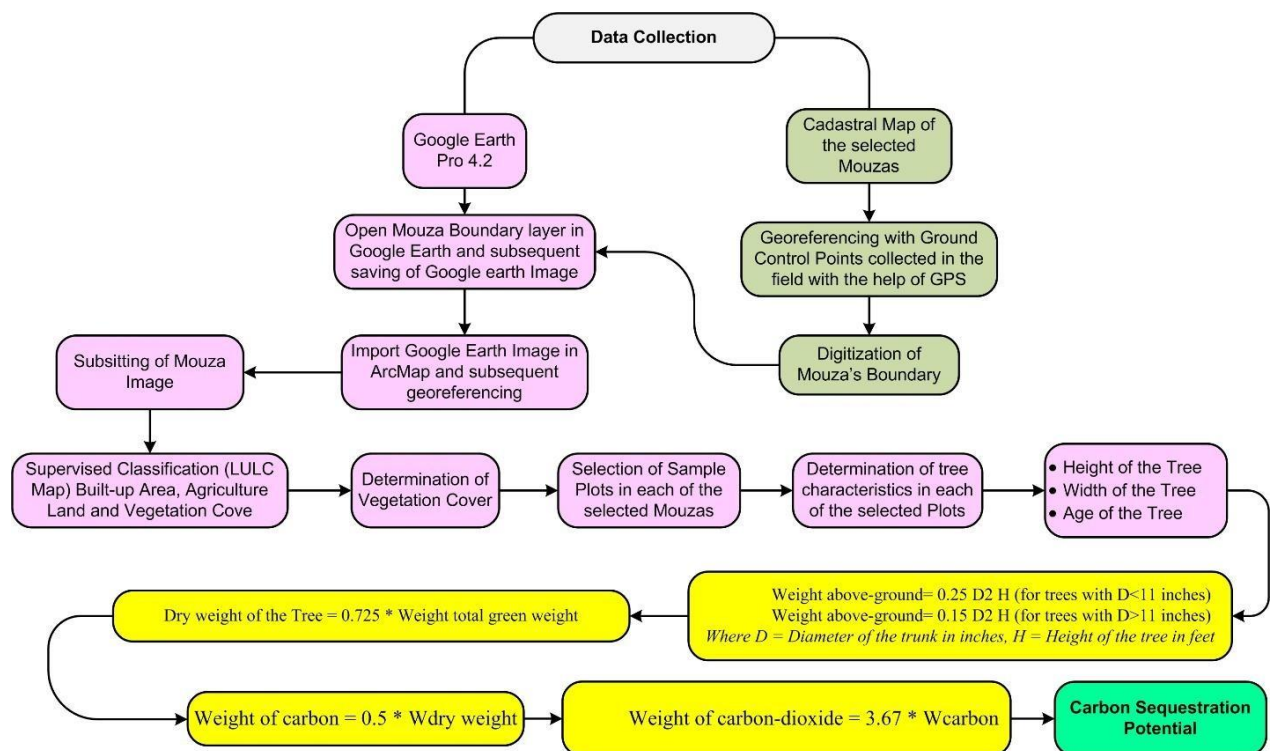 Data Collection
Google Earth
Pro 4.2
Cadastral Map of
the selected
Mouzas
Open Mouza Boundary layer in
Google Earth and subsequent
saving of Google earth Image
Georeferencing with Ground
Control Points collected in the
field with the help of GPS
Digitization of
Mouza's Boundary
Import Google Earth Image in
ArcMap and subsequent
georeferencing
Subsitting of Mouza
Image
Supervised Classification (LULC
Map) Built-up Area, Agriculture
Land and Vegetation Cove
Determination of
Vegetation Cover
Selection of Sample
Plots in each of the
selected Mouzas
Determination of tree
characteristics in each
of the selected Plots
• Height of the Tree
• Width of the Tree
• Age of the Tree
Weight above-ground= 0.25 D2 H (for trees with D<11 inches)
Weight above-ground= 0.15 D2 H (for trees with D>11 inches)
Where D = Diameter of the trunk in inches, H = Height of the tree in feet
Dry weight of the Tree = 0.725 * Weight total green weight
Weight of carbon = 0.5 * Wdry weight
Weight of carbon-dioxide = 3.67 * Wcarbon
Carbon Sequestration
Potential